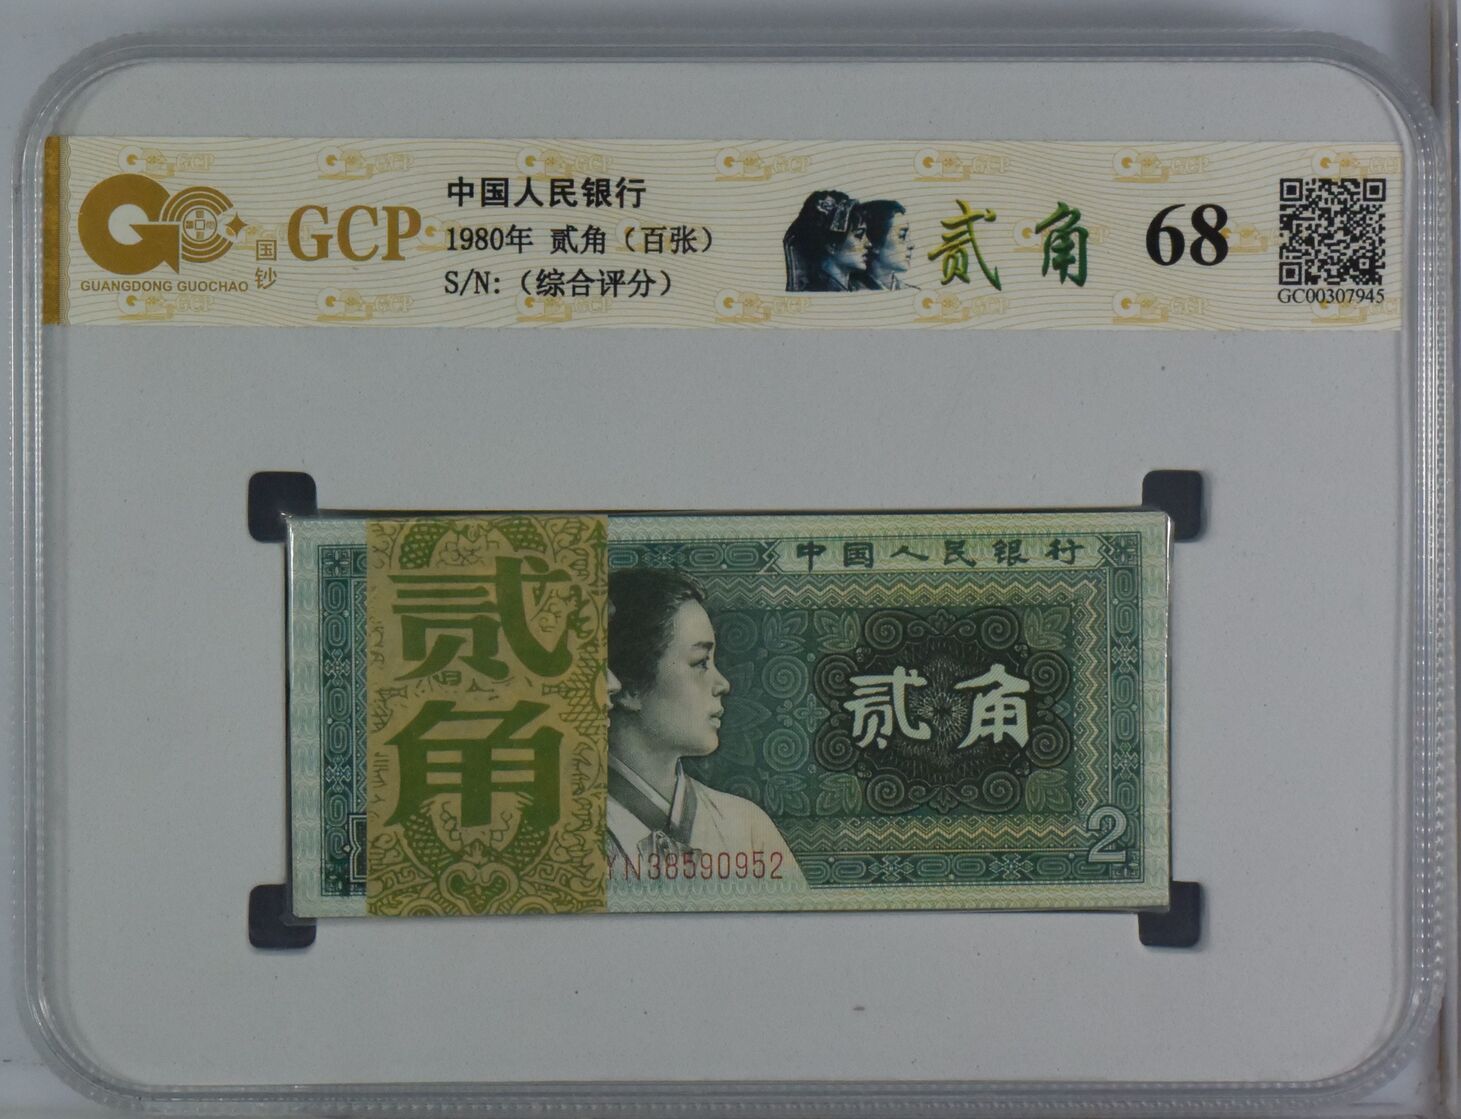 GCP
国钞
GUANGDONG GUOCHAO
中国人民银行
1980年 贰角（百张）
S/N:（综合评分）
贰角
68
GC00307945
中国人民银行
贰角
贰角
YN38590952
2